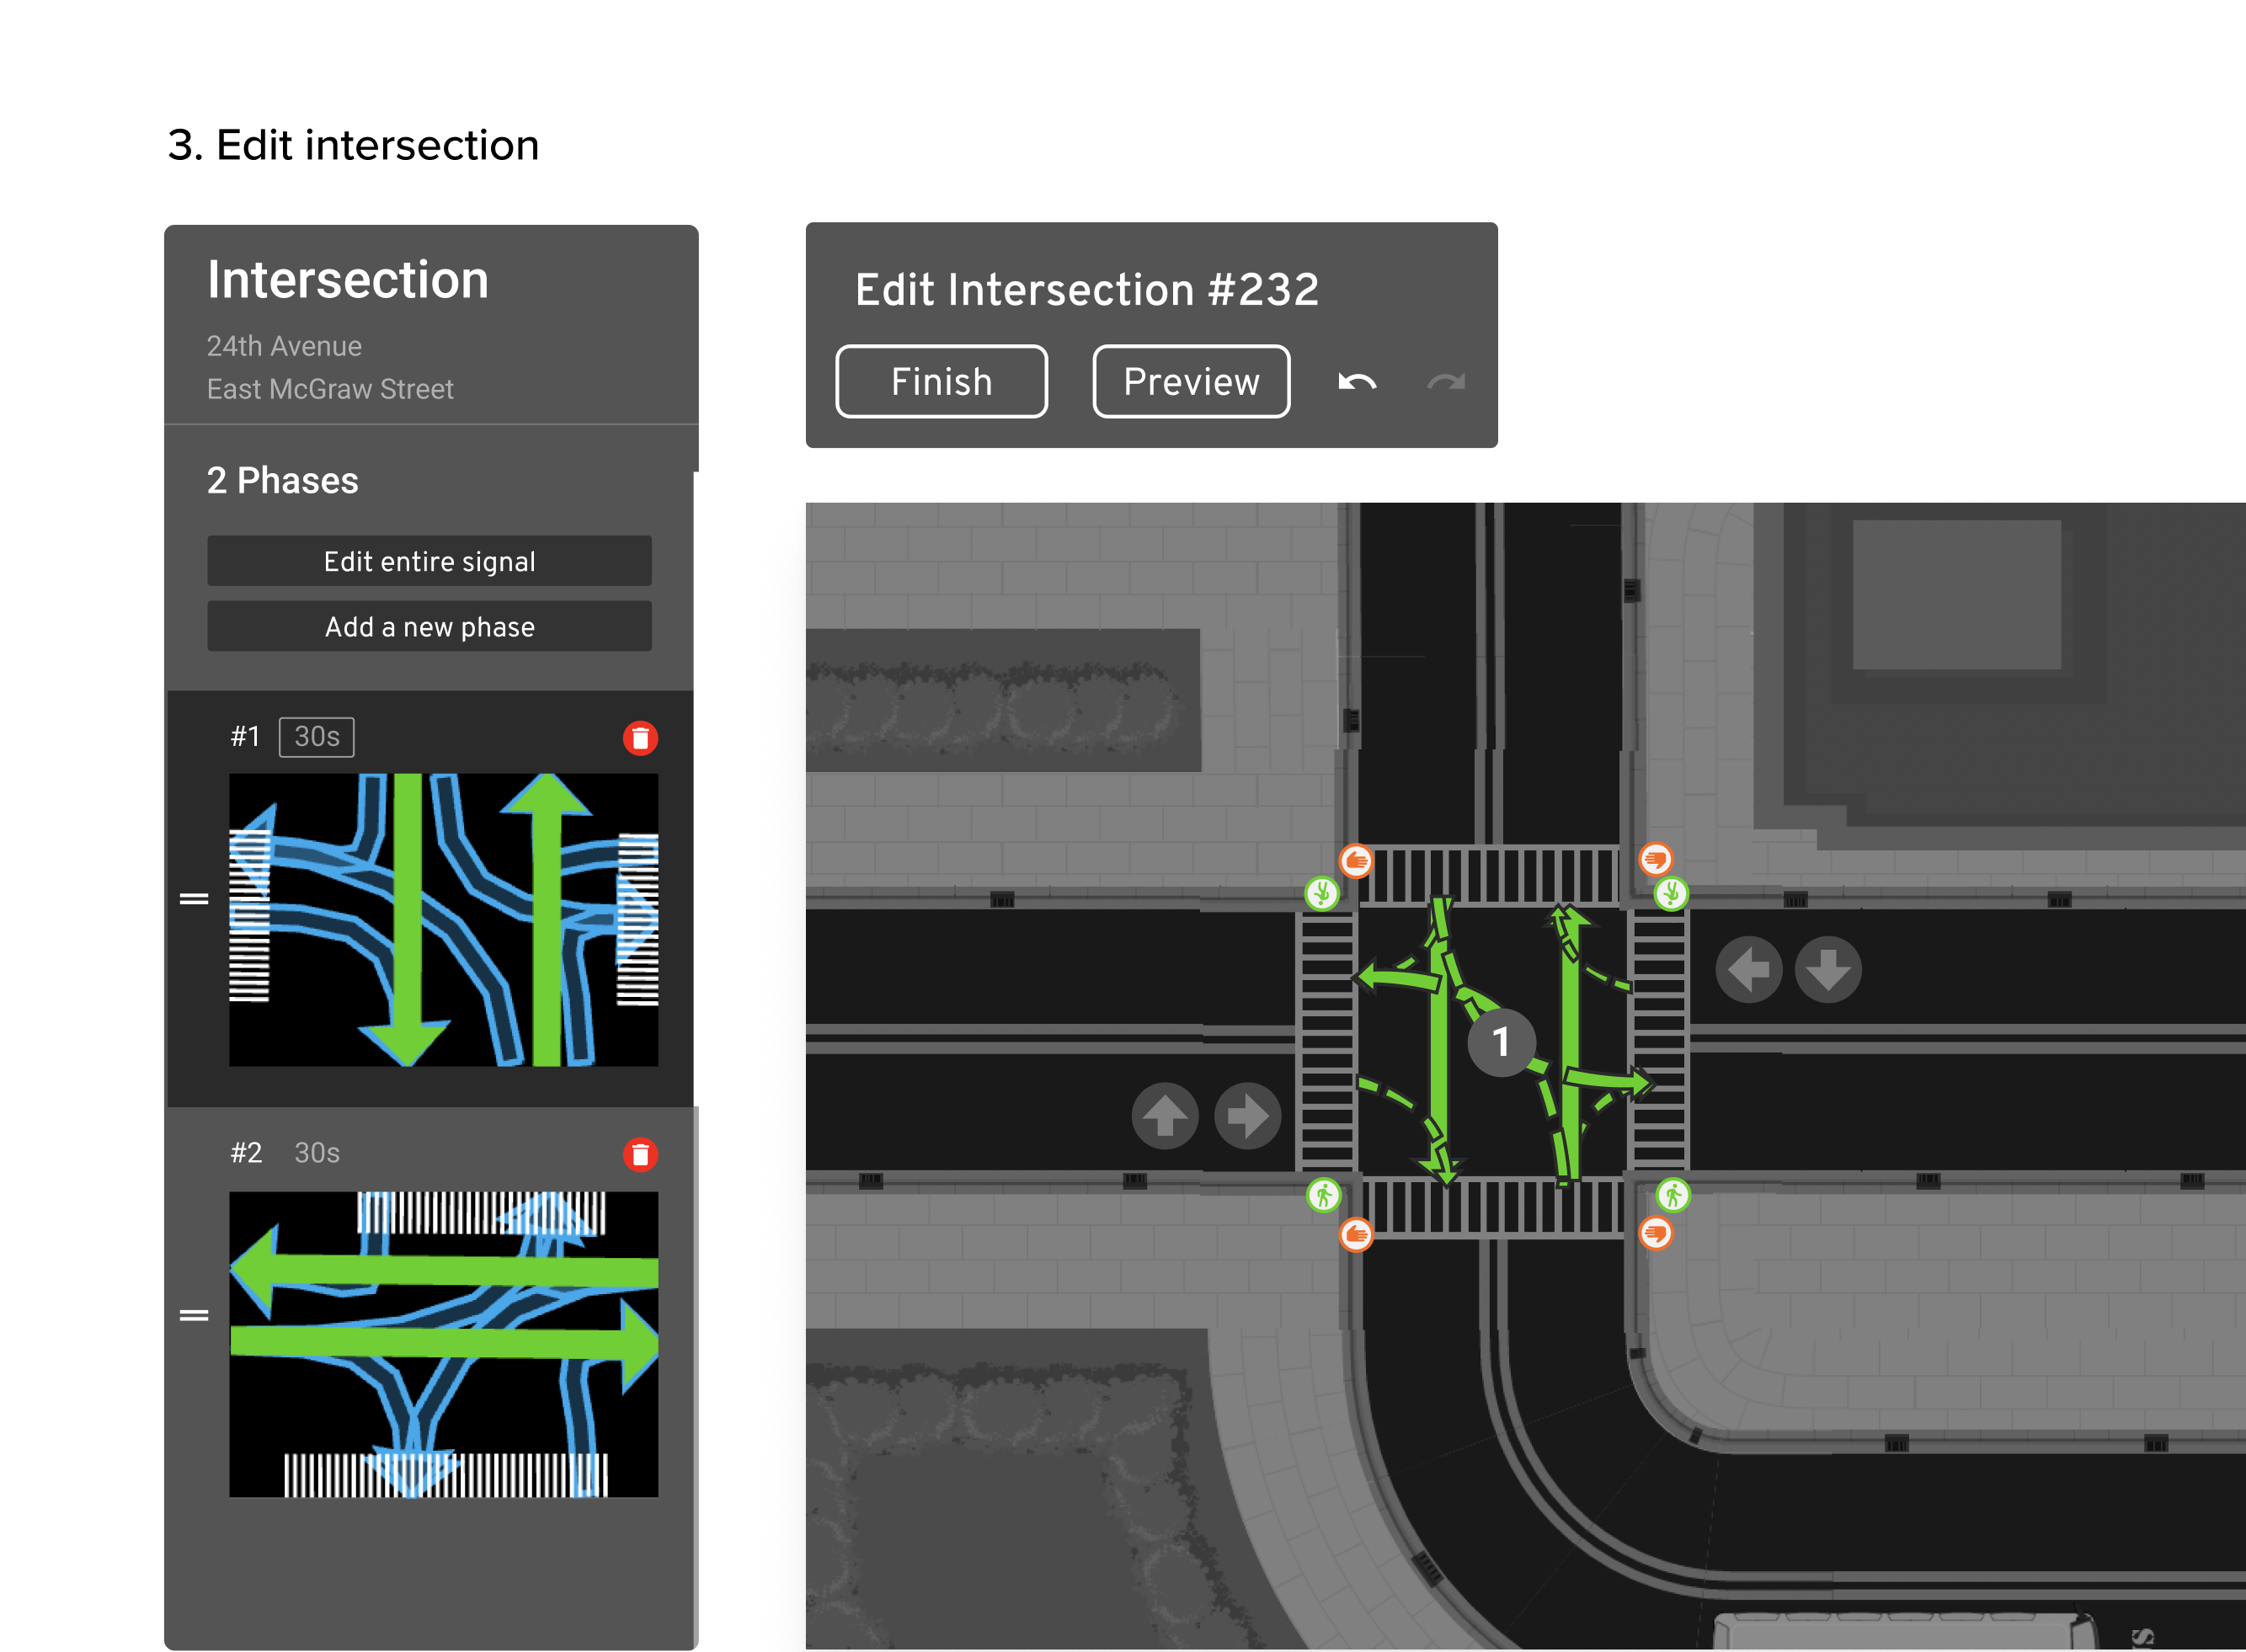 3. Edit intersection
Intersection
24th Avenue
East McGraw Street
2 Phases
Edit entire signal
Add a new phase
#1 30s
#2 30s
Edit Intersection #232
Finish
Preview
1